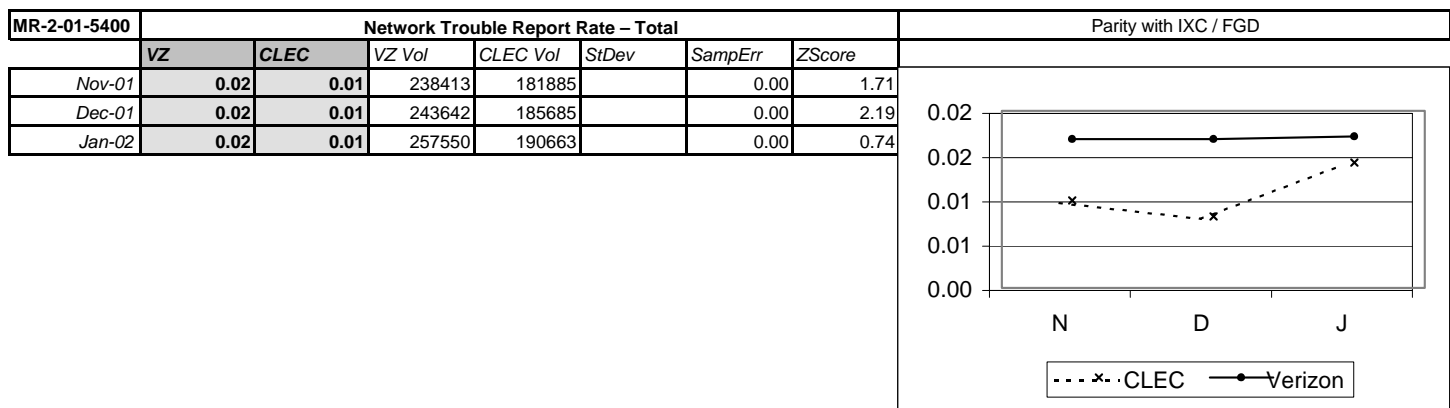 MR-2-01-5400 Network Trouble Report Rate – Total Parity with IXC / FGD
VZ CLEC VZ Vol CLEC Vol StDev SampErr ZScore
Nov-01 0.02 0.01 238413 181885 0.00 1.71
Dec-01 0.02 0.01 243642 185685 0.00 2.19
Jan-02 0.02 0.01 257550 190663 0.00 0.74
0.02
0.02
0.01
0.01
0.00
N D J
CLEC Verizon